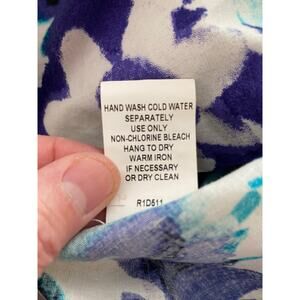 HAND WASH COLD WATER
SEPARATELY
USE ONLY
NON-CHLORINE BLEACH
HANG TO DRY
WARM IRON
IF NECESSARY
OR DRY CLEAN
R1D511